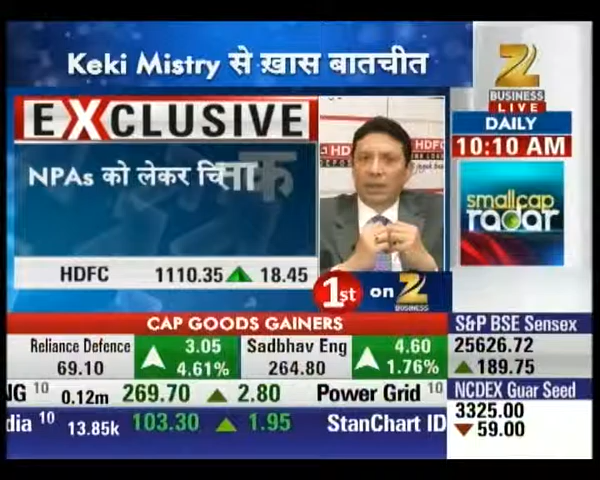 Keki Mistry से ख़ास बातचीत
Z
BUSINESS
LIVE
EXCLUSIVE
DAILY
10:10 AM
NPAs को लेकर चिंता
smallcap
radar
HDFC 1110.35 ▲ 18.45
1st on Z
BUSINESS
CAP GOODS GAINERS
Reliance Defence 3.05
69.10 4.61%
Sadbhav Eng 4.60
264.80 1.76%
S&P BSE Sensex
25626.72
▲ 189.75
NG 10 0.12m 269.70 ▲ 2.80 Power Grid 10
NCDEX Guar Seed
3325.00
▼ 59.00
dia 10 13.85k 103.30 ▲ 1.95 StanChart ID